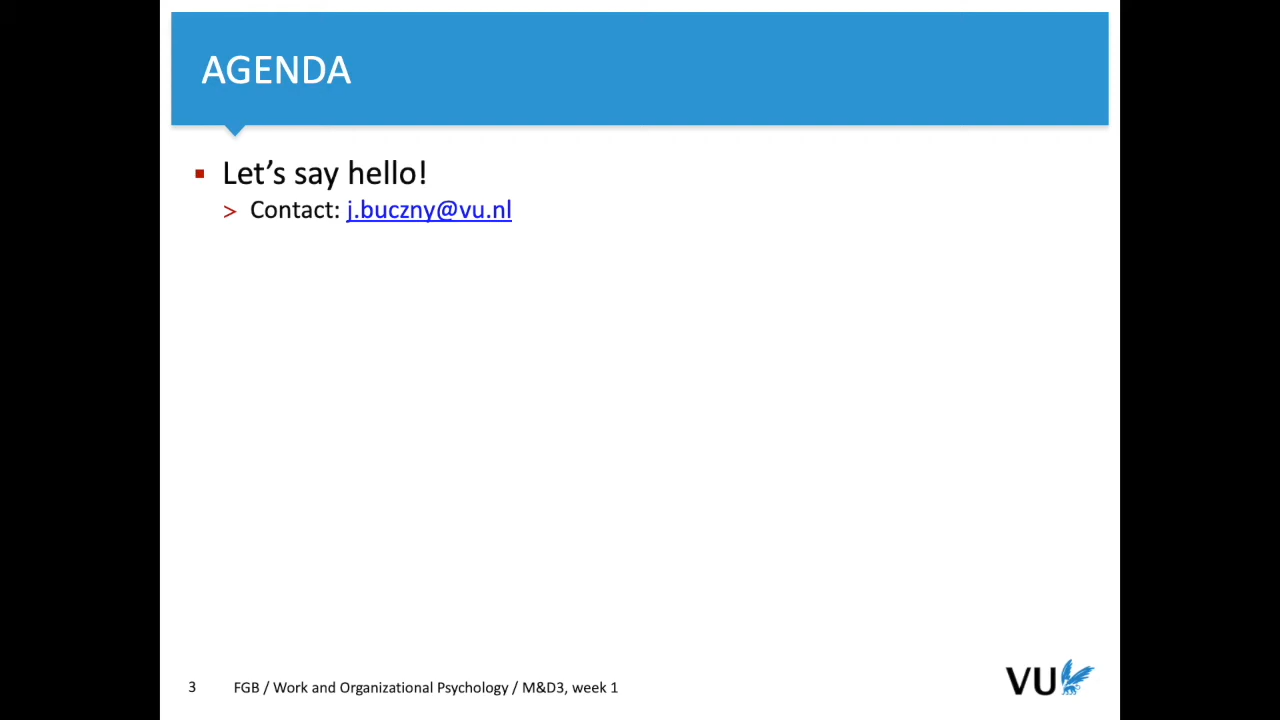 AGENDA
▪ Let’s say hello!
> Contact: j.buczny@vu.nl
3 FGB / Work and Organizational Psychology / M&D3, week 1
VU